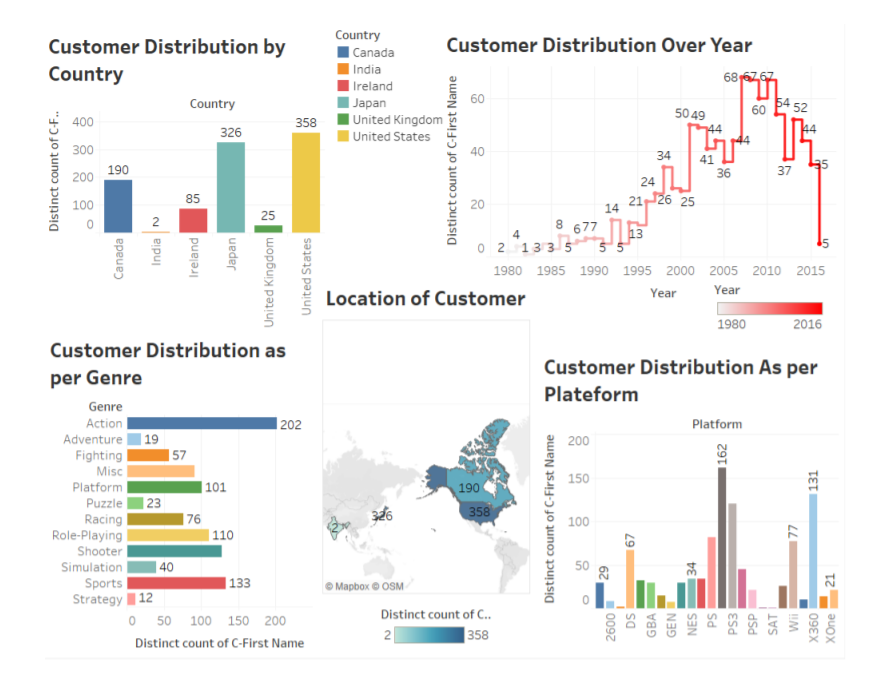 Customer Distribution by
Country
Country
Distinct count of C-F..
400
300
200
100
0
190
2
85
326
25
358
Canada
India
Ireland
Japan
United Kingdom
United States
Country
Canada
India
Ireland
Japan
United Kingdom
United States
Customer Distribution Over Year
Distinct count of C-First Name
60
40
20
0
2
4
1
3
3
8
5
6
7
7
5
14
5
13
21
24
34
26
25
50
49
41
44
36
44
68
67
60
67
54
37
52
44
35
5
1980
1985
1990
1995
2000
2005
2010
2015
Year
Year
1980
2016
Location of Customer
190
358
326
2
© Mapbox © OSM
Distinct count of C..
2
358
Customer Distribution as
per Genre
Genre
Action
202
Adventure
19
Fighting
57
Misc
Platform
101
Puzzle
23
Racing
76
Role-Playing
110
Shooter
Simulation
40
Sports
133
Strategy
12
0
50
100
150
200
Distinct count of C-First Name
Customer Distribution As per
Plateform
Platform
Distinct count of C-First Name
200
150
100
50
0
29
67
34
162
77
131
21
2600
DS
GBA
GEN
NES
PS
PS3
PSP
SAT
Wii
X360
XOne